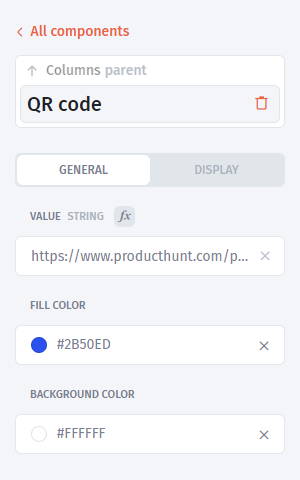 All components
Columns parent
QR code
GENERAL
DISPLAY
VALUE STRING fx
https://www.producthunt.com/p...
FILL COLOR
#2B50ED
BACKGROUND COLOR
#FFFFFF